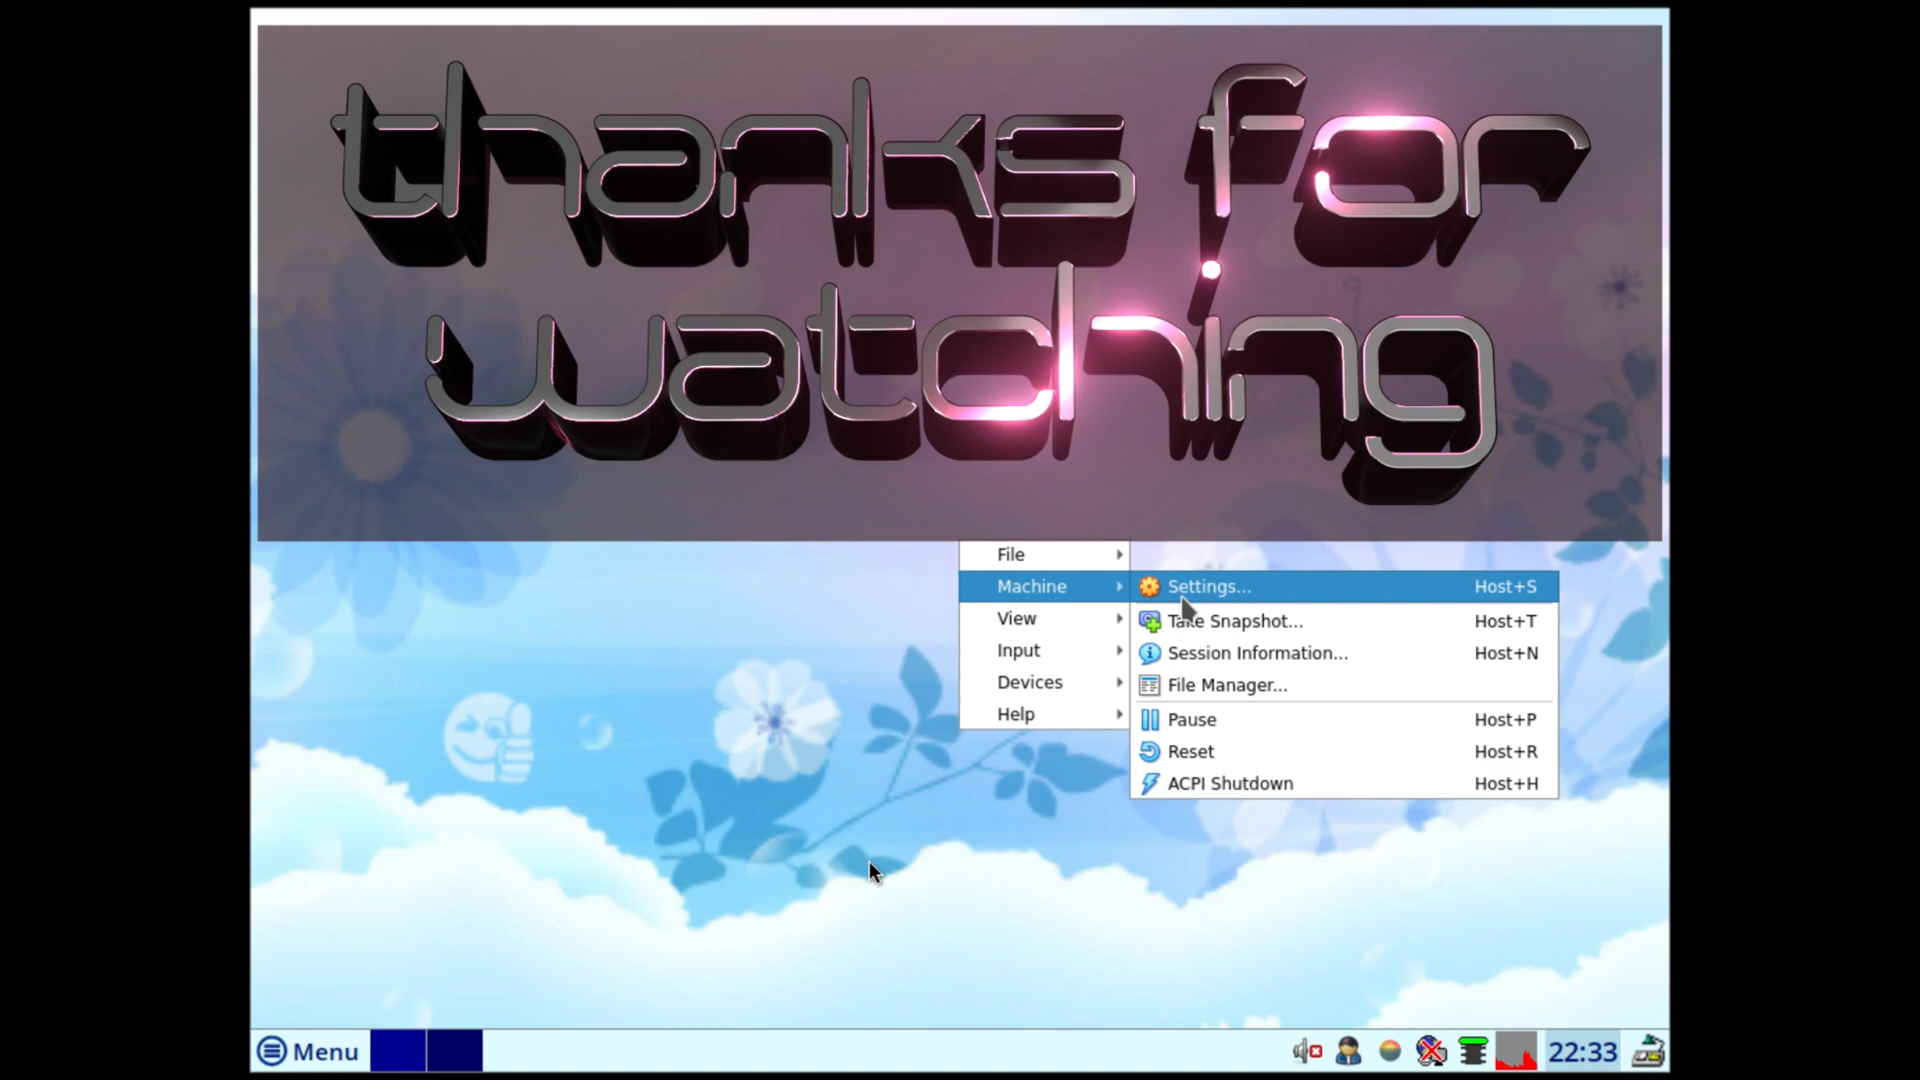 thanks for
watching
File
Machine
Settings... Host+S
View
Take Snapshot... Host+T
Input
Session Information... Host+N
Devices
File Manager...
Help
Pause Host+P
Reset Host+R
ACPI Shutdown Host+H
Menu
22:33